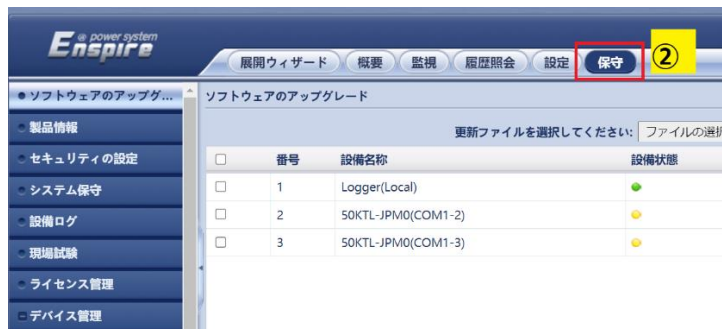 Enspire e power system
展開ウィザード 概要 監視 履歴照会 設定 保守 ②
ソフトウェアのアップグ...
製品情報
セキュリティの設定
システム保守
設備ログ
現場試験
ライセンス管理
デバイス管理
ソフトウェアのアップグレード
更新ファイルを選択してください: ファイルの選択
番号 設備名称 設備状態
1 Logger(Local)
2 50KTL-JPM0(COM1-2)
3 50KTL-JPM0(COM1-3)